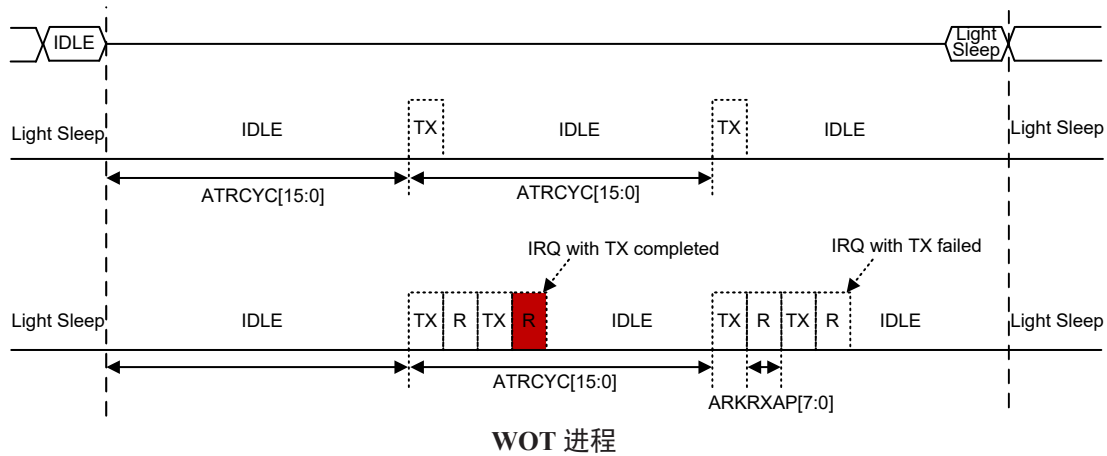 IDLE
Light
Sleep
Light Sleep IDLE TX IDLE TX IDLE Light Sleep
ATRCYC[15:0] ATRCYC[15:0]
IRQ with TX completed IRQ with TX failed
Light Sleep IDLE TX R TX R IDLE TX R TX R IDLE Light Sleep
ATRCYC[15:0]
ARKRXAP[7:0]
WOT 进程